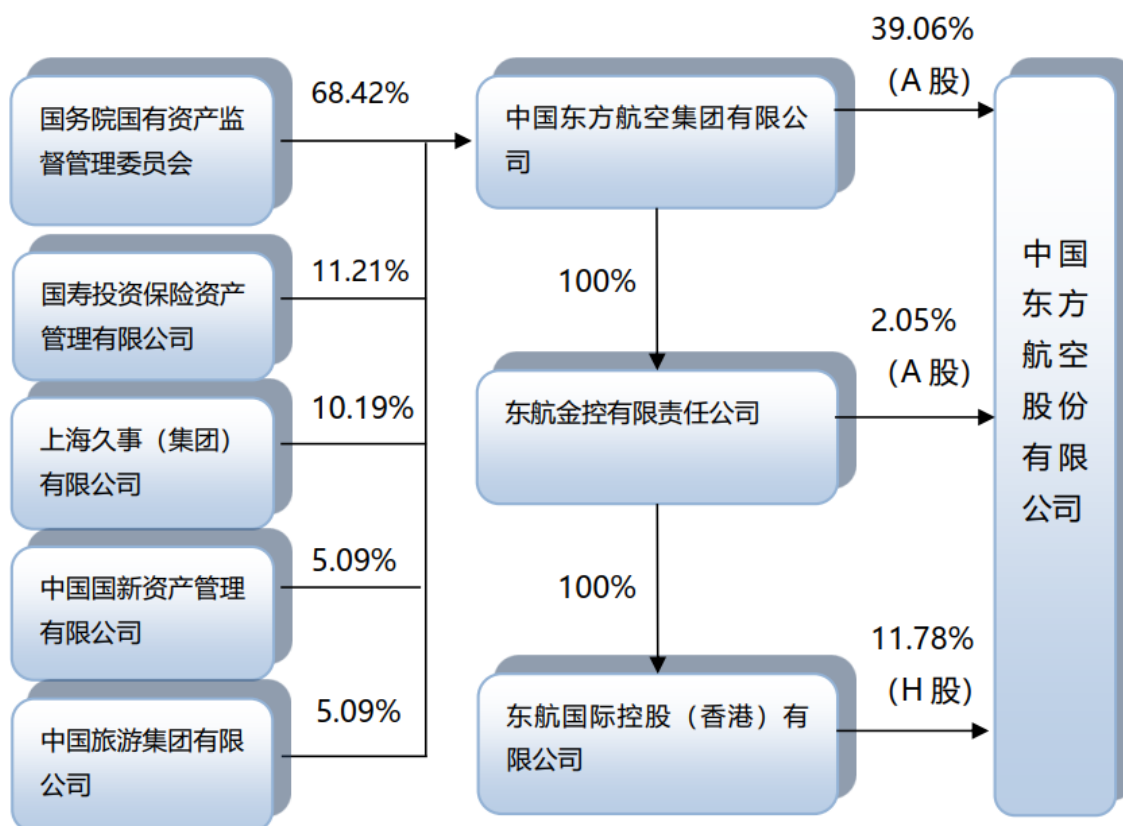 39.06%
（A 股）
68.42%
国务院国有资产监
督管理委员会
中国东方航空集团有限公
司
11.21%
国寿投资保险资产
管理有限公司
100%
中国
东方
航空
股份
有限
公司
2.05%
（A 股）
10.19%
上海久事（集团）
有限公司
东航金控有限责任公司
5.09%
中国国新资产管理
有限公司
100%
11.78%
（H 股）
5.09%
中国旅游集团有限
公司
东航国际控股（香港）有
限公司